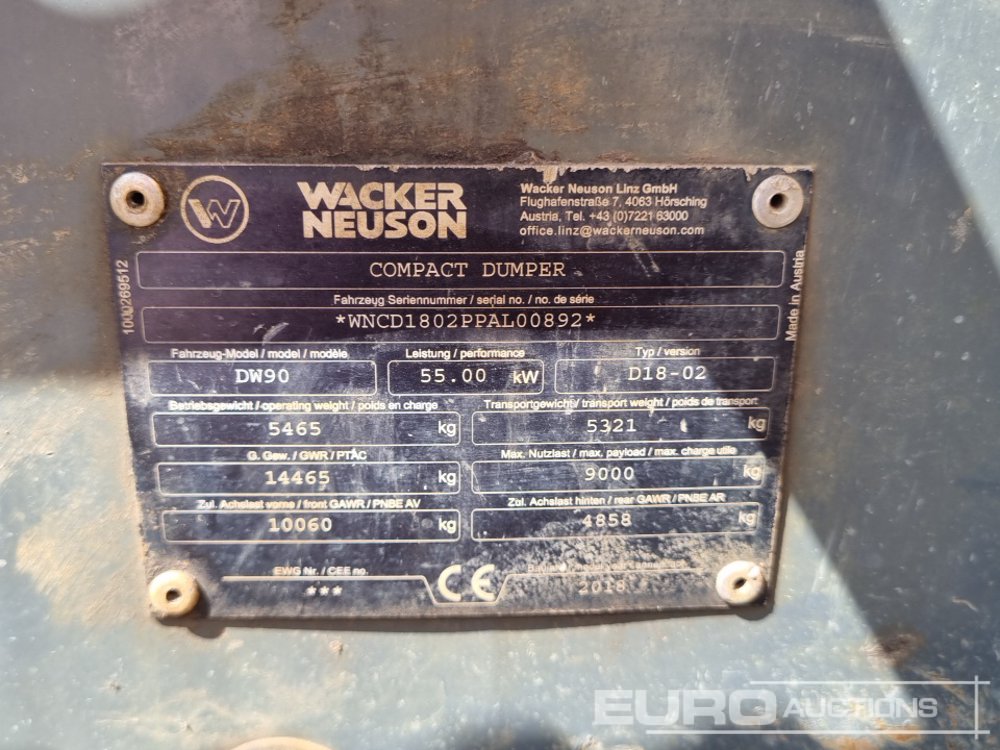 W
WACKER
NEUSON
Wacker Neuson Linz GmbH
Flughafenstraße 7, 4063 Hörsching
Austria, Tel. +43 (0)7221 63000
office.linz@wackerneuson.com
1000269512
Made in Austria
COMPACT DUMPER
Fahrzeug Seriennummer / serial no. / no. de série
*WNCD1802PPAL00892*
Fahrzeug-Model / model / modèle Leistung / performance Typ / version
DW90 55.00 kW D18-02
Betriebsgewicht / operating weight / poids en charge Transportgewicht / transport weight / poids de transport
5465 kg 5321 kg
G. Gew. / GWR / PTAC Max. Nutzlast / max. payload / max. charge utile
14465 kg 9000 kg
Zul. Achslast vorne / front GAWR / PNBE AV Zul. Achslast hinten / rear GAWR / PNBE AR
10060 kg 4858 kg
EWG Nr. / CEE no. CE
*** 2018
EURO AUCTIONS